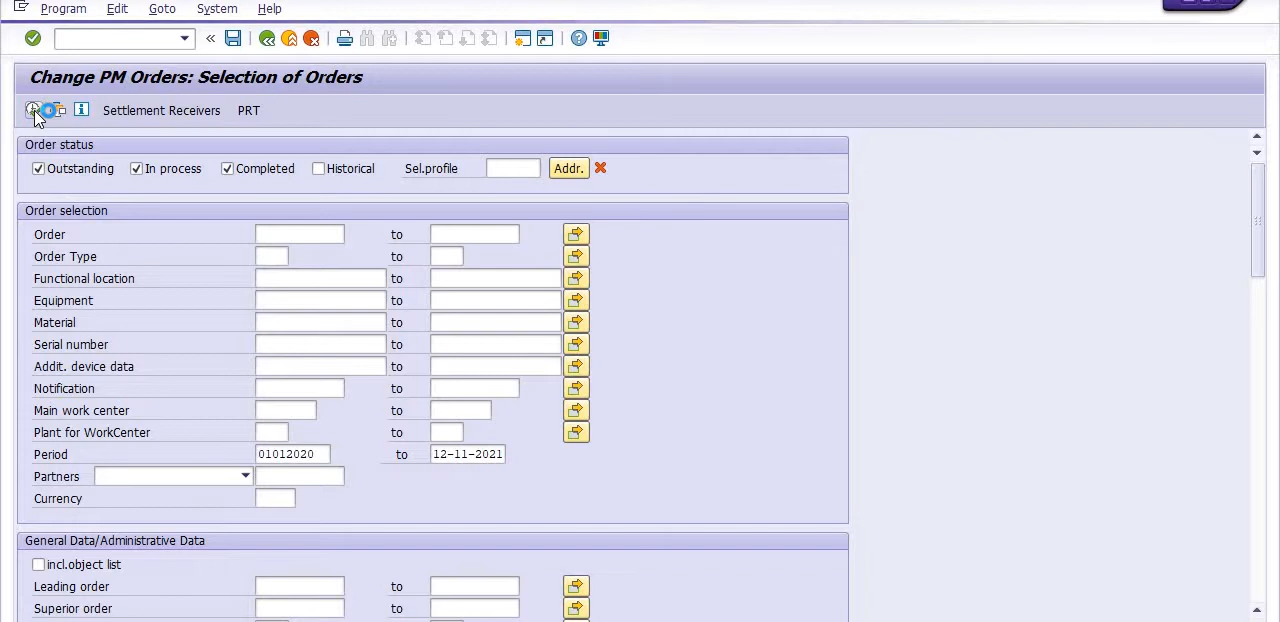 Program Edit Goto System Help
«
Change PM Orders: Selection of Orders
Settlement Receivers PRT
Order status
Outstanding In process Completed Historical Sel.profile Addr.
Order selection
Order to
Order Type to
Functional location to
Equipment to
Material to
Serial number to
Addit. device data to
Notification to
Main work center to
Plant for WorkCenter to
Period 01012020 to 12-11-2021
Partners
Currency
General Data/Administrative Data
incl.object list
Leading order to
Superior order to